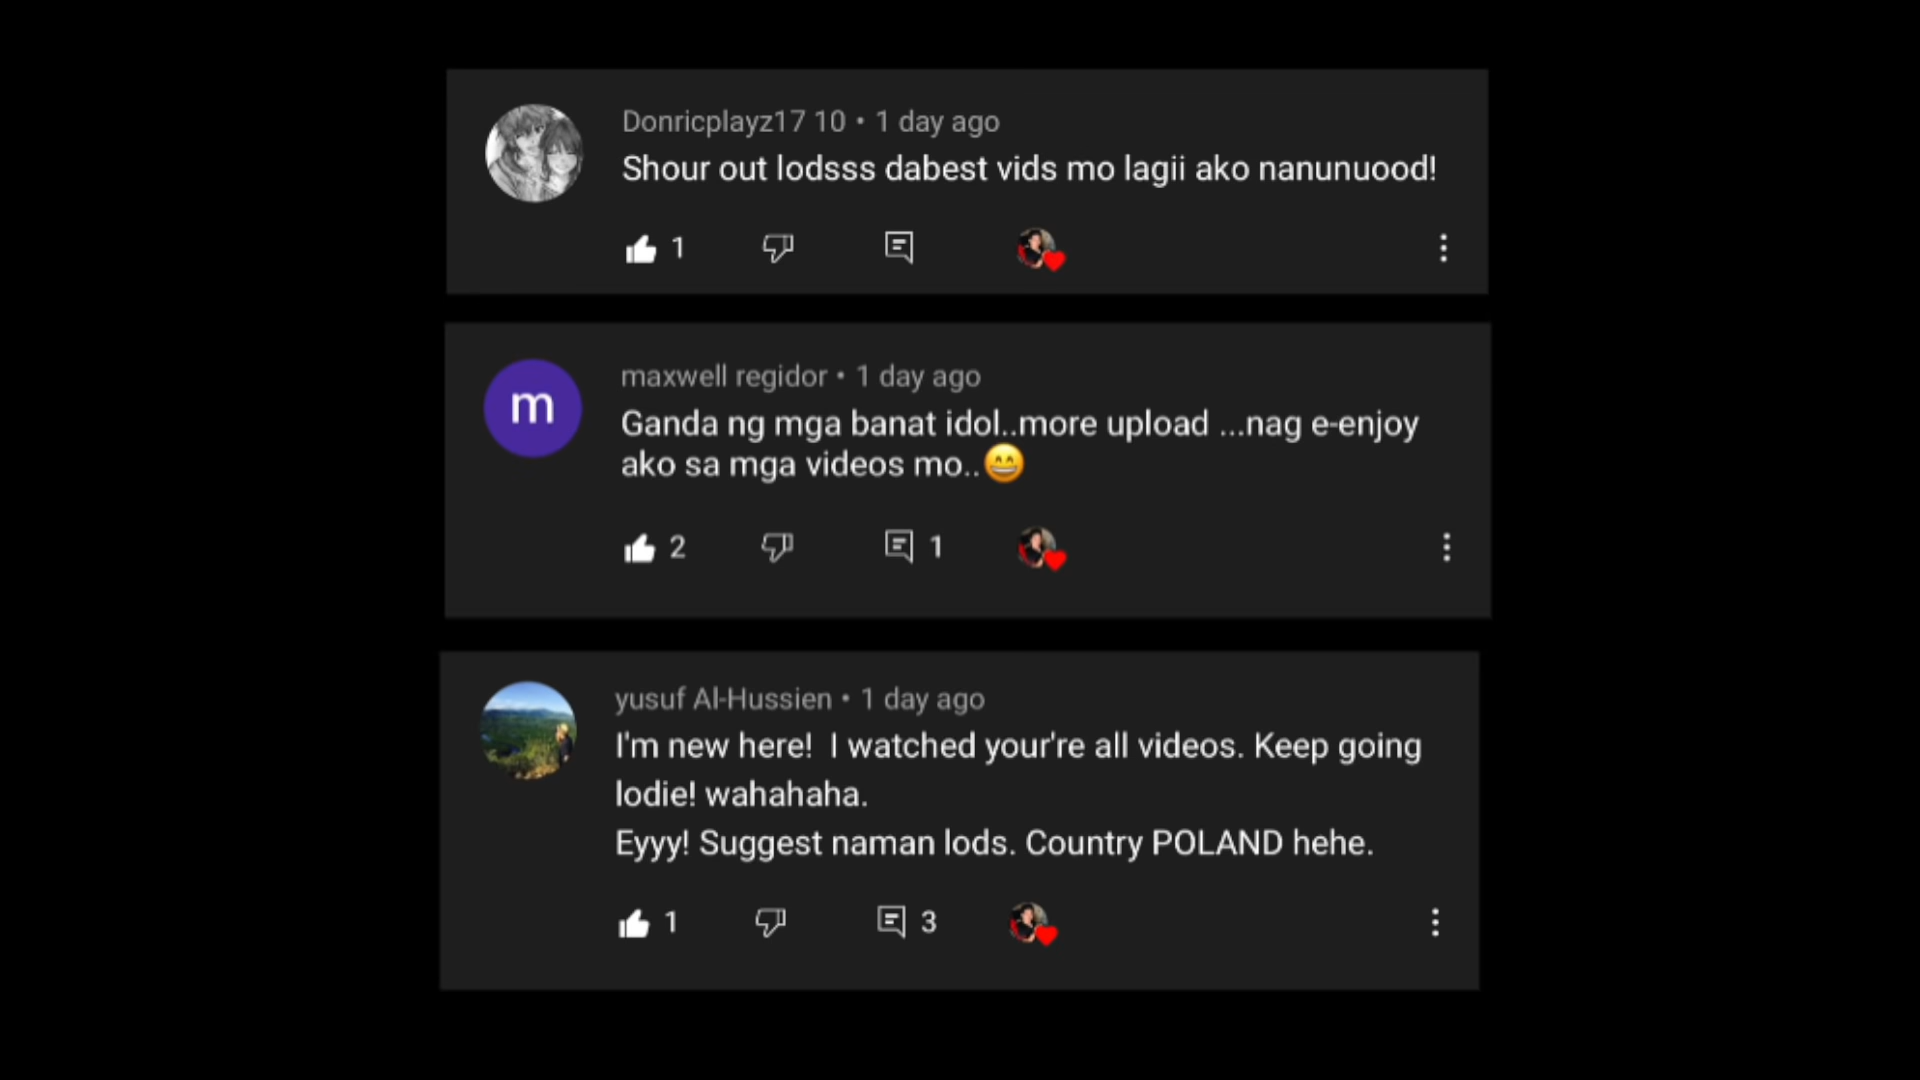 Donricplayz17 10 • 1 day ago
Shour out lodsss dabest vids mo lagii ako nanunuood!
1
m
maxwell regidor • 1 day ago
Ganda ng mga banat idol..more upload ...nag e-enjoy
ako sa mga videos mo..😄
2 1
yusuf Al-Hussien • 1 day ago
I'm new here!  I watched your're all videos. Keep going
lodie! wahahaha.
Eyyy! Suggest naman lods. Country POLAND hehe.
1 3